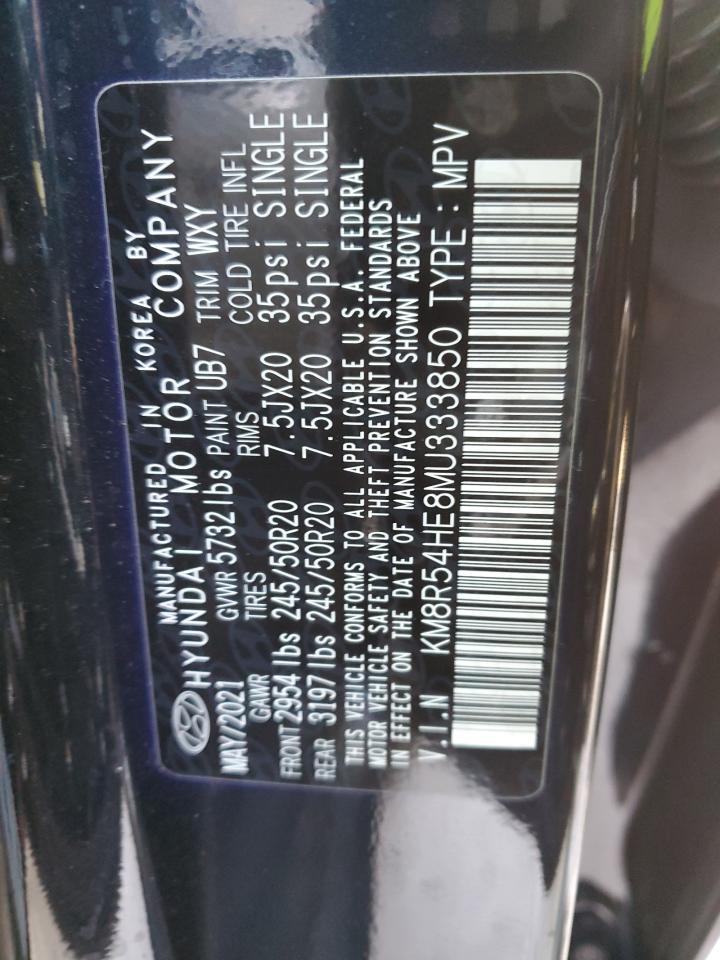 MANUFACTURED IN KOREA BY
HYUNDAI MOTOR COMPANY
MAY/2021 GVWR 5732lbs PAINT UB7 TRIM WXY
GAWR TIRES RIMS COLD TIRE INFL
FRONT 2954lbs 245/50R20 7.5JX20 35psi SINGLE
REAR 3197lbs 245/50R20 7.5JX20 35psi SINGLE
THIS VEHICLE CONFORMS TO ALL APPLICABLE U.S.A. FEDERAL
MOTOR VEHICLE SAFETY AND THEFT PREVENTION STANDARDS
IN EFFECT ON THE DATE OF MANUFACTURE SHOWN ABOVE
V.I.N KM8R54HE8MU333850 TYPE : MPV